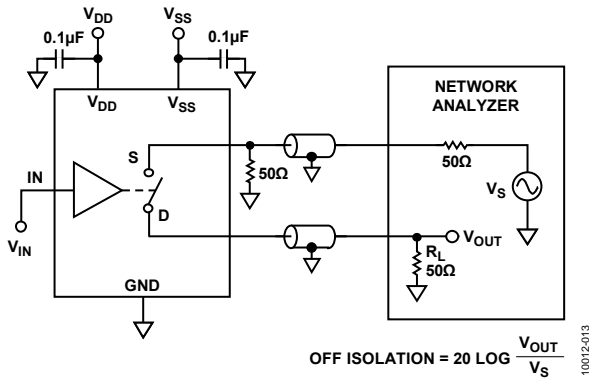 VDD
VSS
0.1µF
0.1µF
VDD
VSS
NETWORK
ANALYZER
S
50Ω
50Ω
IN
VS
D
VOUT
VIN
RL
50Ω
GND
OFF ISOLATION = 20 LOG VOUT
VS
10012-013